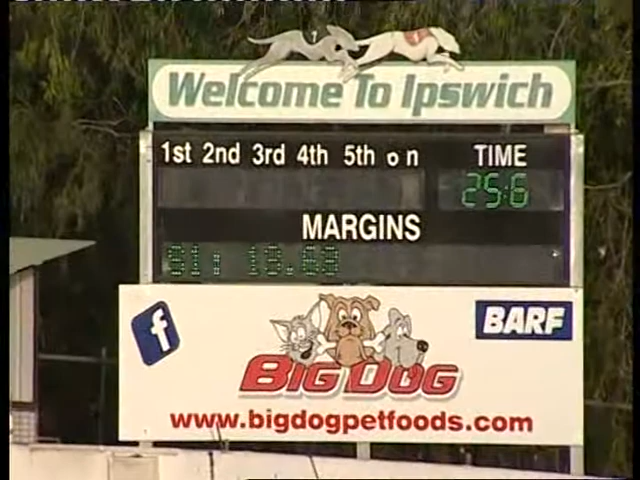 Welcome To Ipswich
1st 2nd 3rd 4th 5th on TIME
25:6
MARGINS
f
BARF
BIG DOG
www.bigdogpetfoods.com